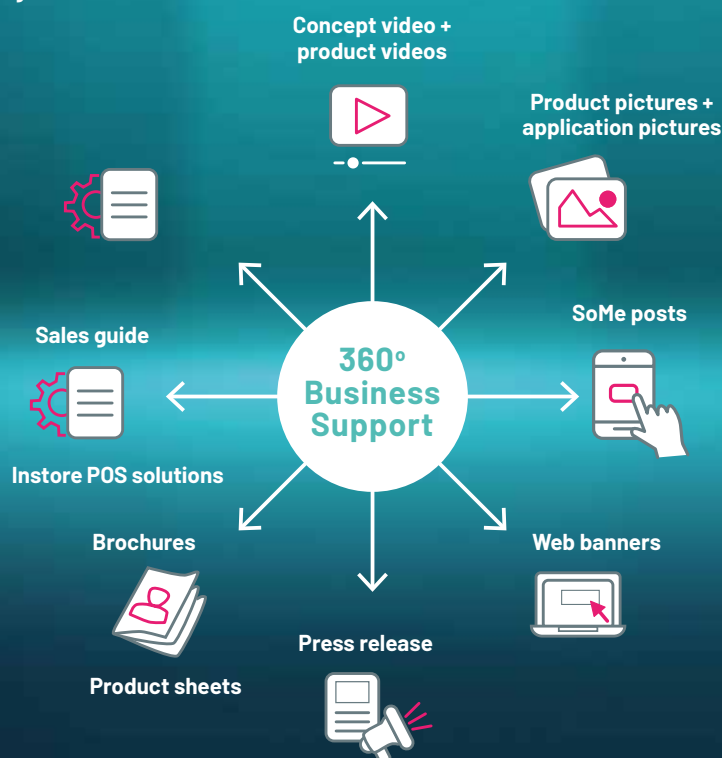 Concept video +
product videos
Product pictures +
application pictures
SoMe posts
Sales guide
360º
Business
Support
Instore POS solutions
Brochures
Web banners
Press release
Product sheets